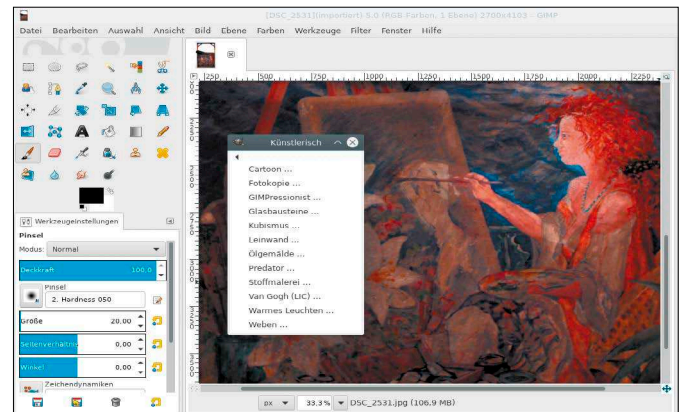 [DSC_2531](importiert)-5.0 (RGB-Farben, 1 Ebene) 2700x4103 – GIMP
Datei Bearbeiten Auswahl Ansicht Bild Ebene Farben Werkzeuge Filter Fenster Hilfe
250 500 750 1000 1250 1500 1750 2000 2250
Künstlerisch
Cartoon ...
Fotokopie ...
GIMPressionist ...
Glasbausteine ...
Kubismus ...
Leinwand ...
Ölgemälde ...
Predator ...
Stoffmalerei ...
Van Gogh (LIC) ...
Warmes Leuchten ...
Weben ...
Werkzeugeinstellungen
Pinsel
Modus: Normal
Deckkraft 100,0
Pinsel
2. Hardness 050
Größe 20,00
Seitenverhältnis 0,00
Winkel 0,00
Zeichendynamiken
px 33,3 % DSC_2531.jpg (106.9 MB)